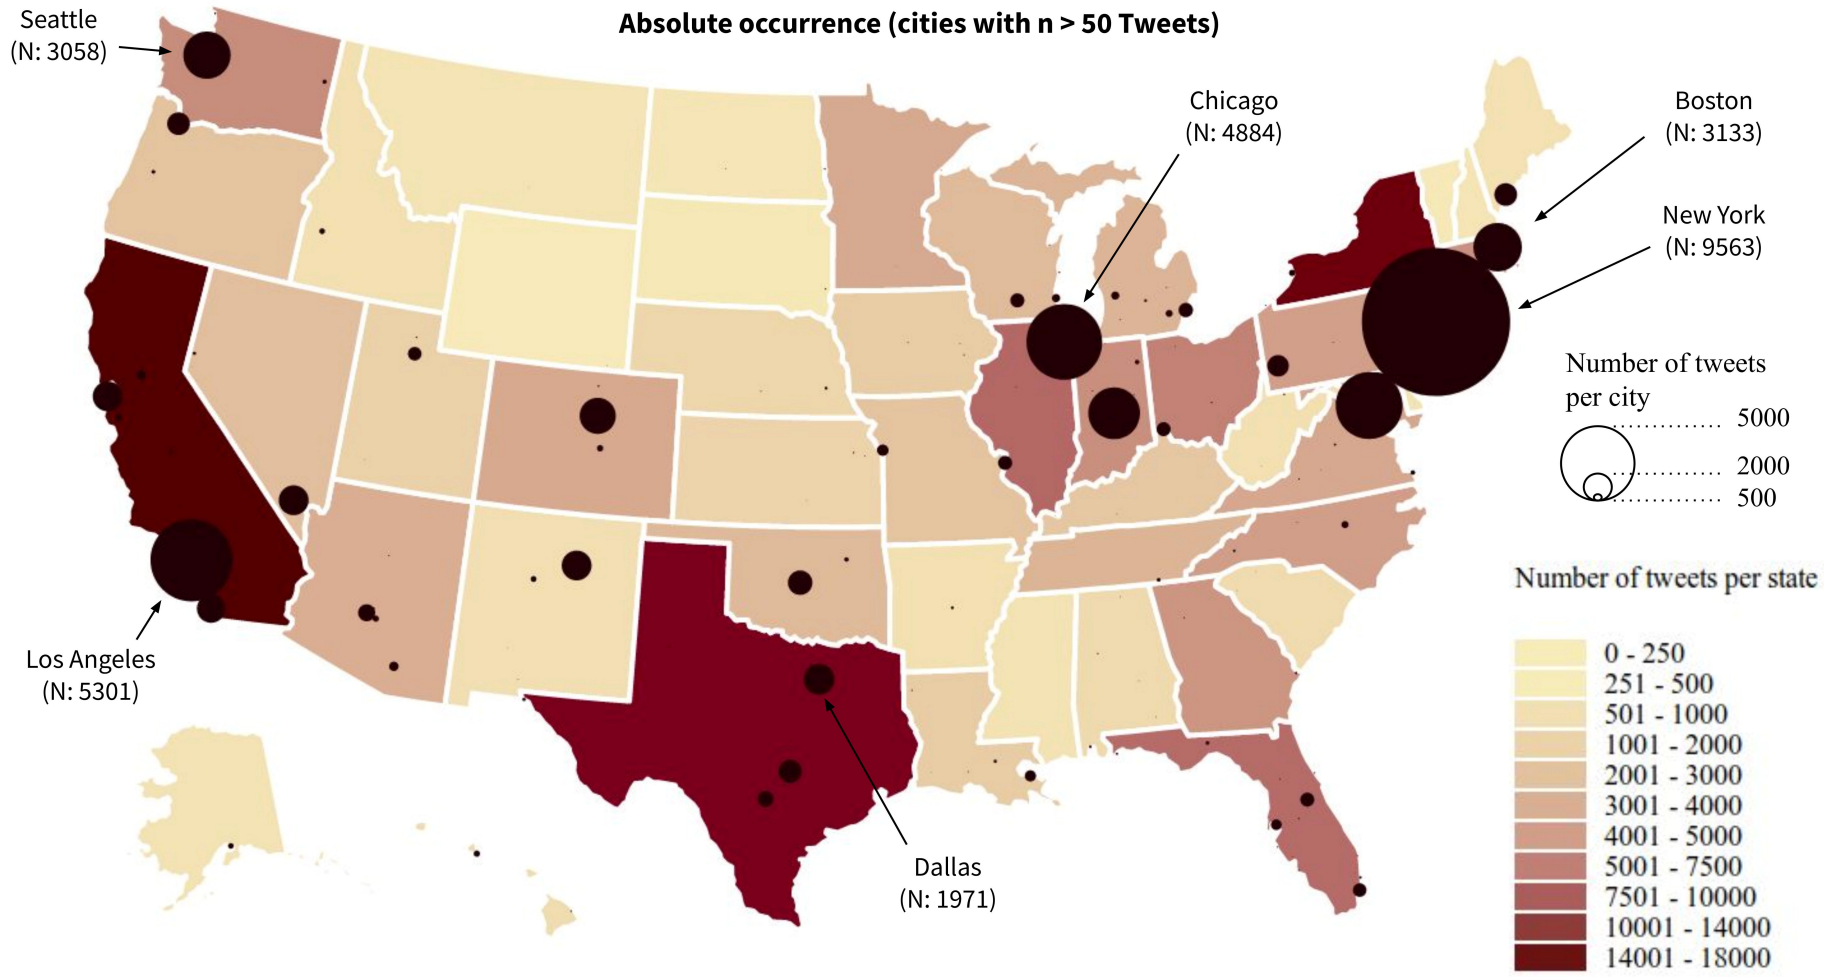 Absolute occurrence (cities with n > 50 Tweets)
Seattle
(N: 3058)
Chicago
(N: 4884)
Boston
(N: 3133)
New York
(N: 9563)
Los Angeles
(N: 5301)
Dallas
(N: 1971)
Number of tweets
per city
5000
2000
500
Number of tweets per state
0 - 250
251 - 500
501 - 1000
1001 - 2000
2001 - 3000
3001 - 4000
4001 - 5000
5001 - 7500
7501 - 10000
10001 - 14000
14001 - 18000